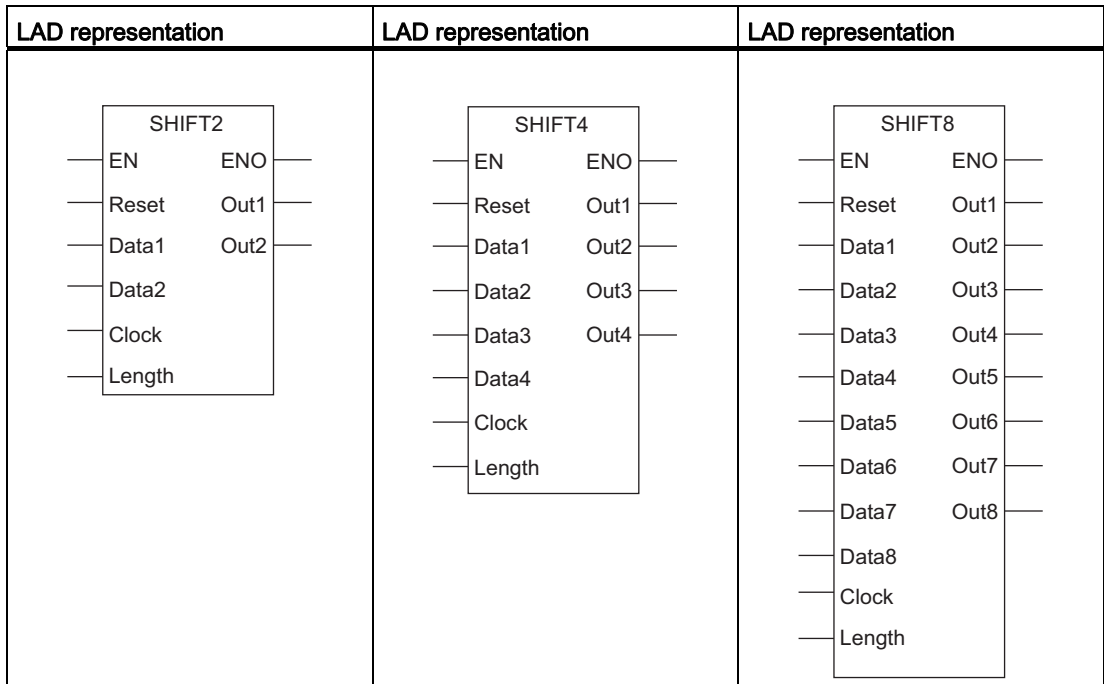 LAD representation
LAD representation
LAD representation
SHIFT2
EN ENO
Reset Out1
Data1 Out2
Data2
Clock
Length
SHIFT4
EN ENO
Reset Out1
Data1 Out2
Data2 Out3
Data3 Out4
Data4
Clock
Length
SHIFT8
EN ENO
Reset Out1
Data1 Out2
Data2 Out3
Data3 Out4
Data4 Out5
Data5 Out6
Data6 Out7
Data7 Out8
Data8
Clock
Length